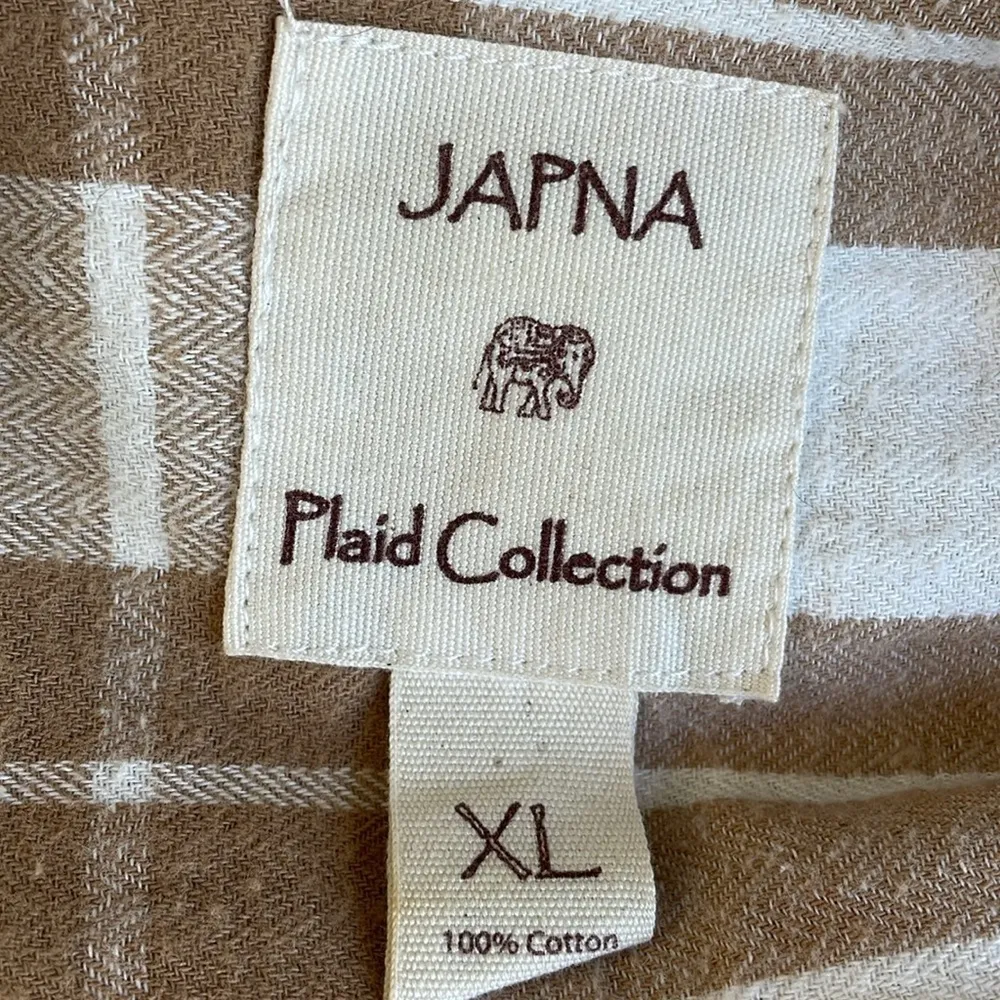 JAPNA
Plaid Collection
XL
100% Cotton